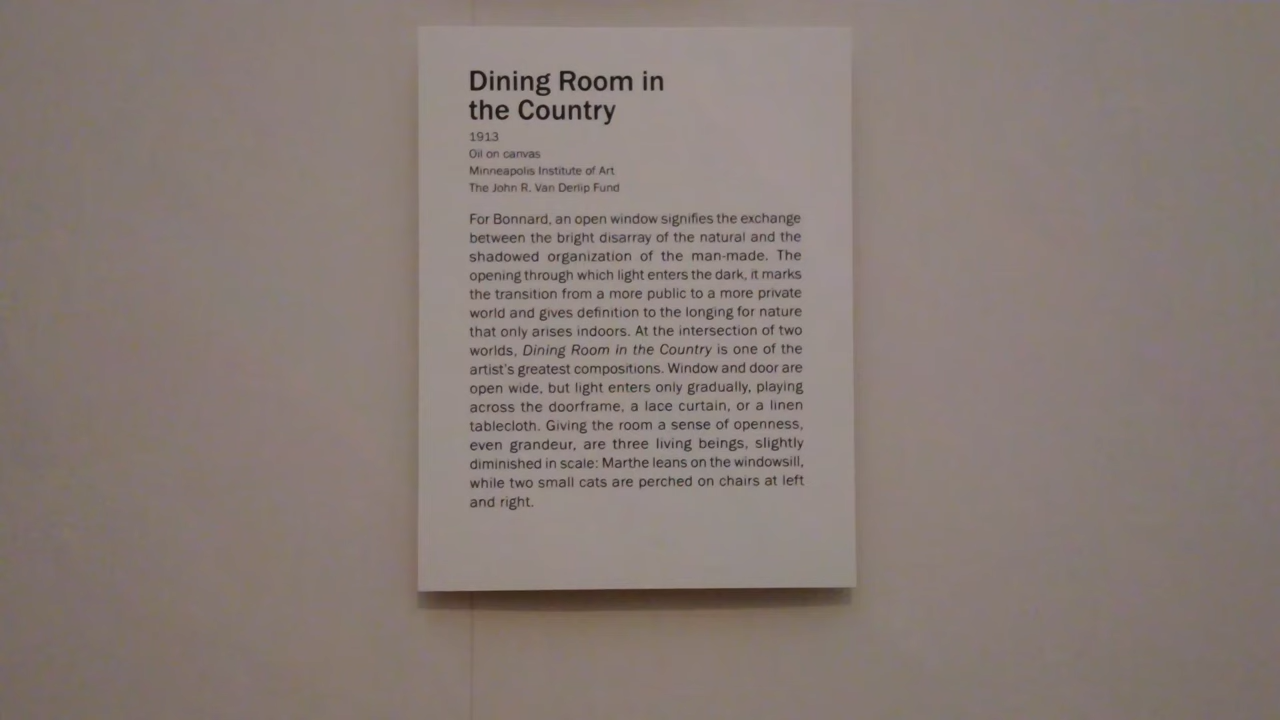 Dining Room in
the Country
1913
Oil on canvas
Minneapolis Institute of Art
The John R. Van Derlip Fund
For Bonnard, an open window signifies the exchange
between the bright disarray of the natural and the
shadowed organization of the man-made. The
opening through which light enters the dark, it marks
the transition from a more public to a more private
world and gives definition to the longing for nature
that only arises indoors. At the intersection of two
worlds, Dining Room in the Country is one of the
artist's greatest compositions. Window and door are
open wide, but light enters only gradually, playing
across the doorframe, a lace curtain, or a linen
tablecloth. Giving the room a sense of openness,
even grandeur, are three living beings, slightly
diminished in scale: Marthe leans on the windowsill,
while two small cats are perched on chairs at left
and right.